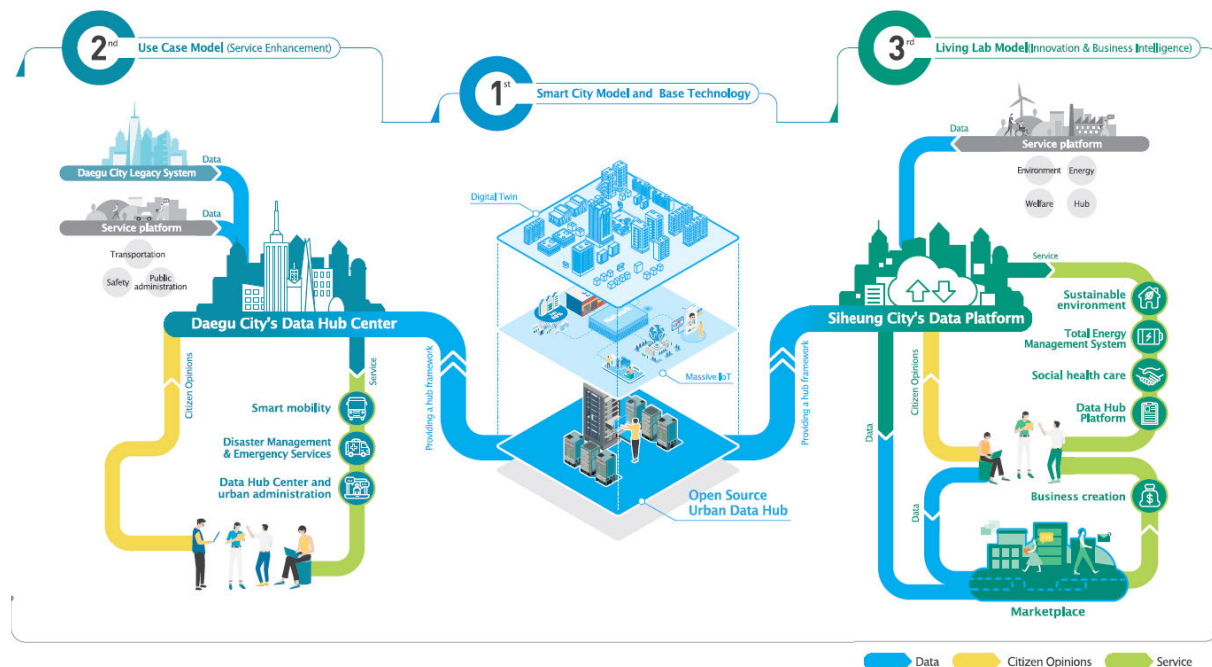 2nd Use Case Model (Service Enhancement)
1st Smart City Model and Base Technology
3rd Living Lab Model(Innovation & Business Intelligence)
Data
Daegu City Legacy System
Data
Service platform
Transportation
Safety
Public
administration
Daegu City's Data Hub Center
Citizen Opinions
Service
Smart mobility
Disaster Management
& Emergency Services
Data Hub Center and
urban administration
Providing a hub framework
Digital Twin
Massive IoT
Open Source
Urban Data Hub
Providing a hub framework
Data
Service platform
Environment
Energy
Welfare
Hub
Siheung City's Data Platform
Service
Sustainable
environment
Total Energy
Management System
Social health care
Data Hub
Platform
Citizen Opinions
Data
Data
Business creation
Marketplace
Data
Citizen Opinions
Service